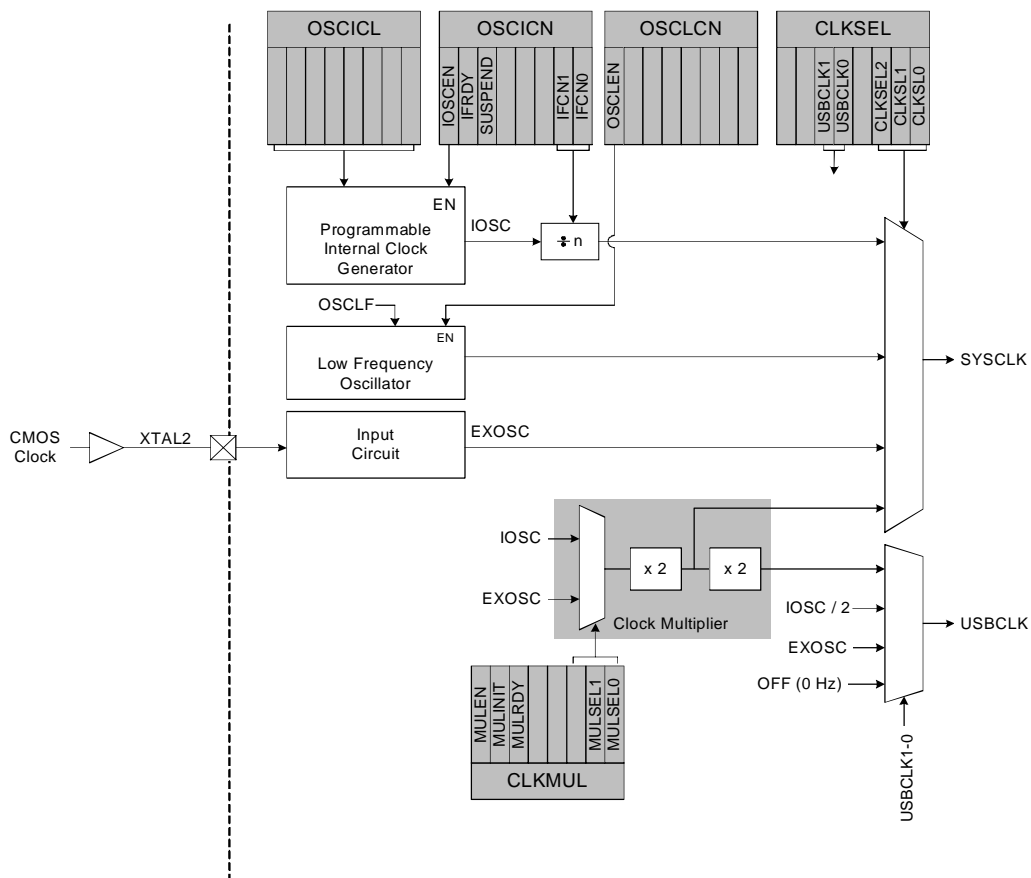 OSCICL
OSCICN
OSCLCN
CLKSEL
IOSCEN
IFRDY
SUSPEND
IFCN1
IFCN0
OSCLEN
USBCLK1
USBCLK0
CLKSEL2
CLKSL1
CLKSL0
EN
Programmable
Internal Clock
Generator
IOSC
÷ n
OSCLF
EN
Low Frequency
Oscillator
SYSCLK
CMOS
Clock
XTAL2
Input
Circuit
EXOSC
IOSC
EXOSC
x 2
x 2
Clock Multiplier
IOSC / 2
EXOSC
OFF (0 Hz)
USBCLK
USBCLK1-0
MULEN
MULINIT
MULRDY
MULSEL1
MULSEL0
CLKMUL